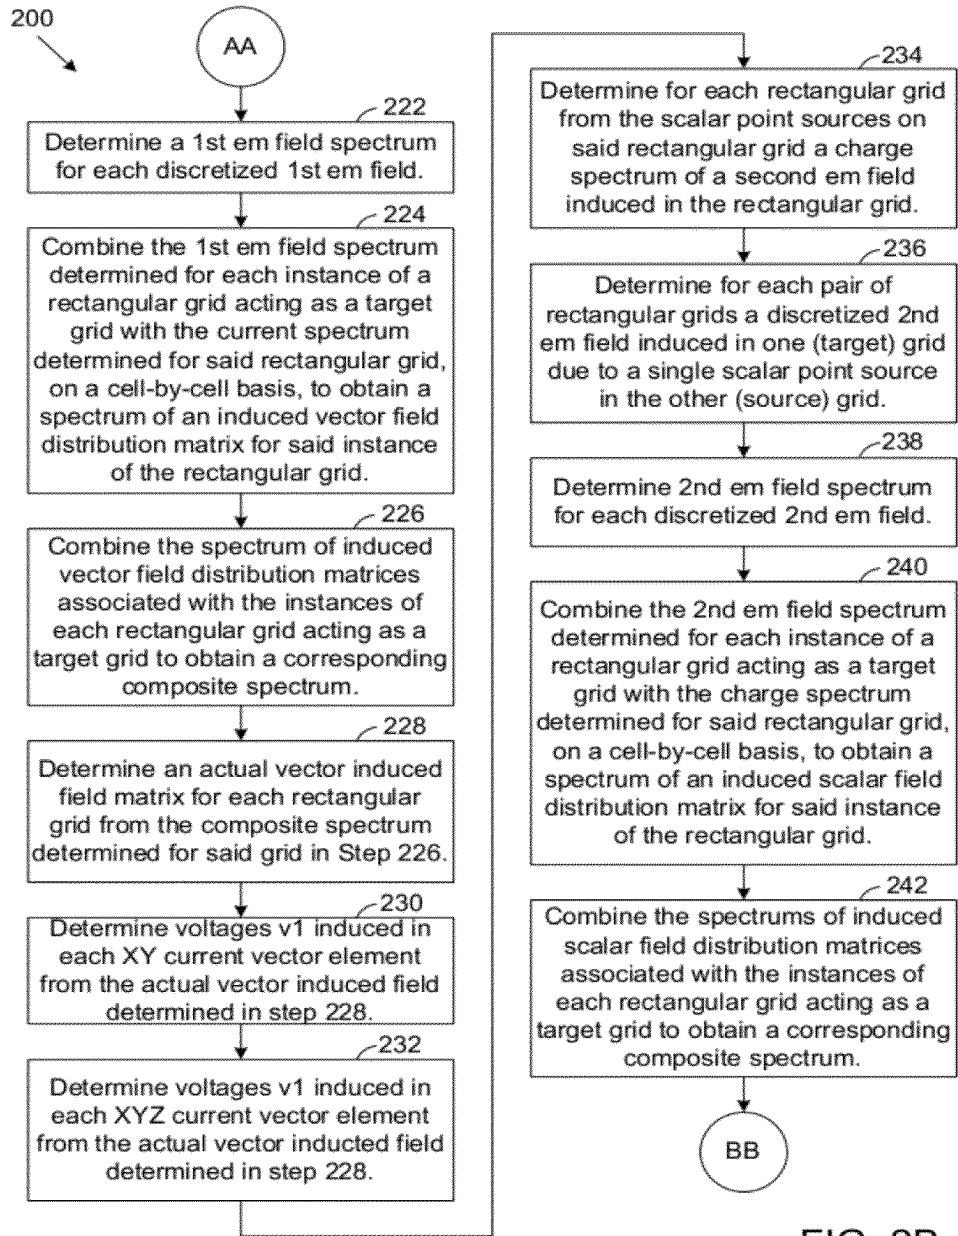 200
AA
222
Determine a 1st em field spectrum
for each discretized 1st em field.
224
Combine the 1st em field spectrum
determined for each instance of a
rectangular grid acting as a target
grid with the current spectrum
determined for said rectangular grid,
on a cell-by-cell basis, to obtain a
spectrum of an induced vector field
distribution matrix for said instance
of the rectangular grid.
226
Combine the spectrum of induced
vector field distribution matrices
associated with the instances of
each rectangular grid acting as a
target grid to obtain a corresponding
composite spectrum.
228
Determine an actual vector induced
field matrix for each rectangular
grid from the composite spectrum
determined for said grid in Step 226.
230
Determine voltages v1 induced in
each XY current vector element
from the actual vector induced field
determined in step 228.
232
Determine voltages v1 induced in
each XYZ current vector element
from the actual vector inducted field
determined in step 228.
234
Determine for each rectangular grid
from the scalar point sources on
said rectangular grid a charge
spectrum of a second em field
induced in the rectangular grid.
236
Determine for each pair of
rectangular grids a discretized 2nd
em field induced in one (target) grid
due to a single scalar point source
in the other (source) grid.
238
Determine 2nd em field spectrum
for each discretized 2nd em field.
240
Combine the 2nd em field spectrum
determined for each instance of a
rectangular grid acting as a target
grid with the charge spectrum
determined for said rectangular grid,
on a cell-by-cell basis, to obtain a
spectrum of an induced scalar field
distribution matrix for said instance
of the rectangular grid.
242
Combine the spectrums of induced
scalar field distribution matrices
associated with the instances of
each rectangular grid acting as a
target grid to obtain a corresponding
composite spectrum.
BB